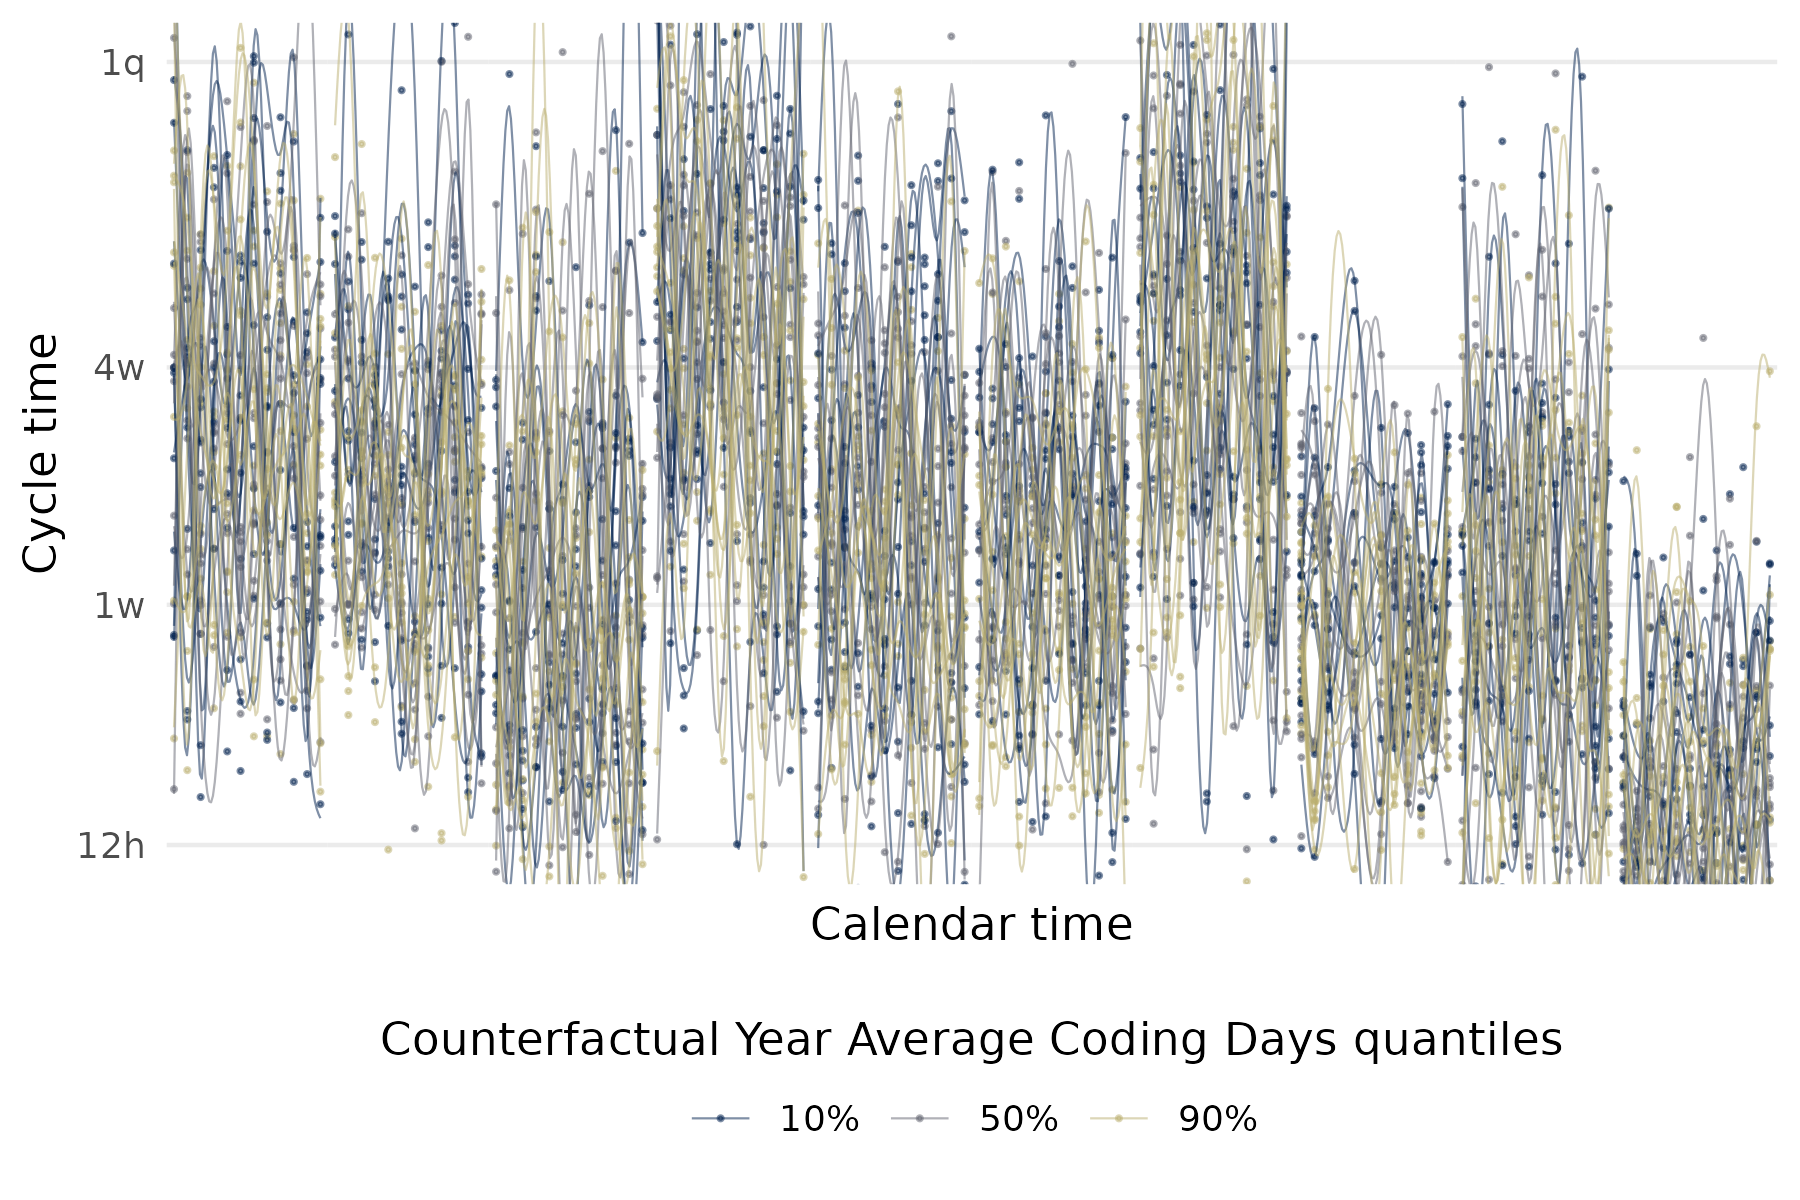 1q
4w
1w
12h
Cycle time
Calendar time
Counterfactual Year Average Coding Days quantiles
10% 50% 90%